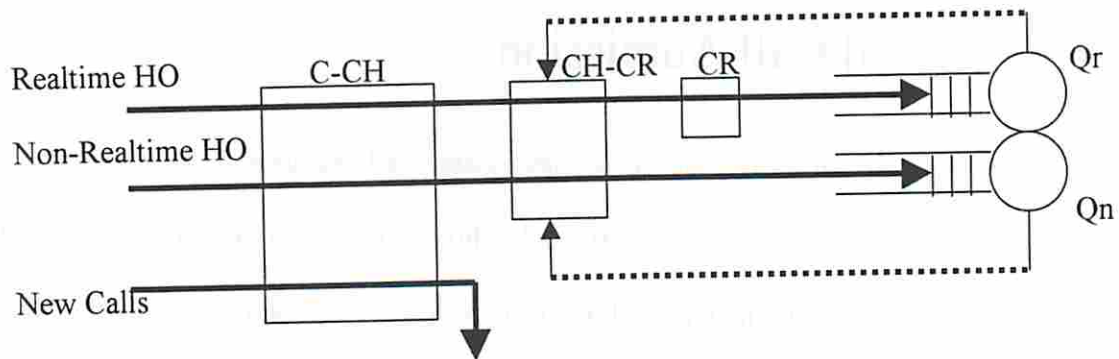 Realtime HO
C-CH
CH-CR
CR
Qr
Non-Realtime HO
Qn
New Calls